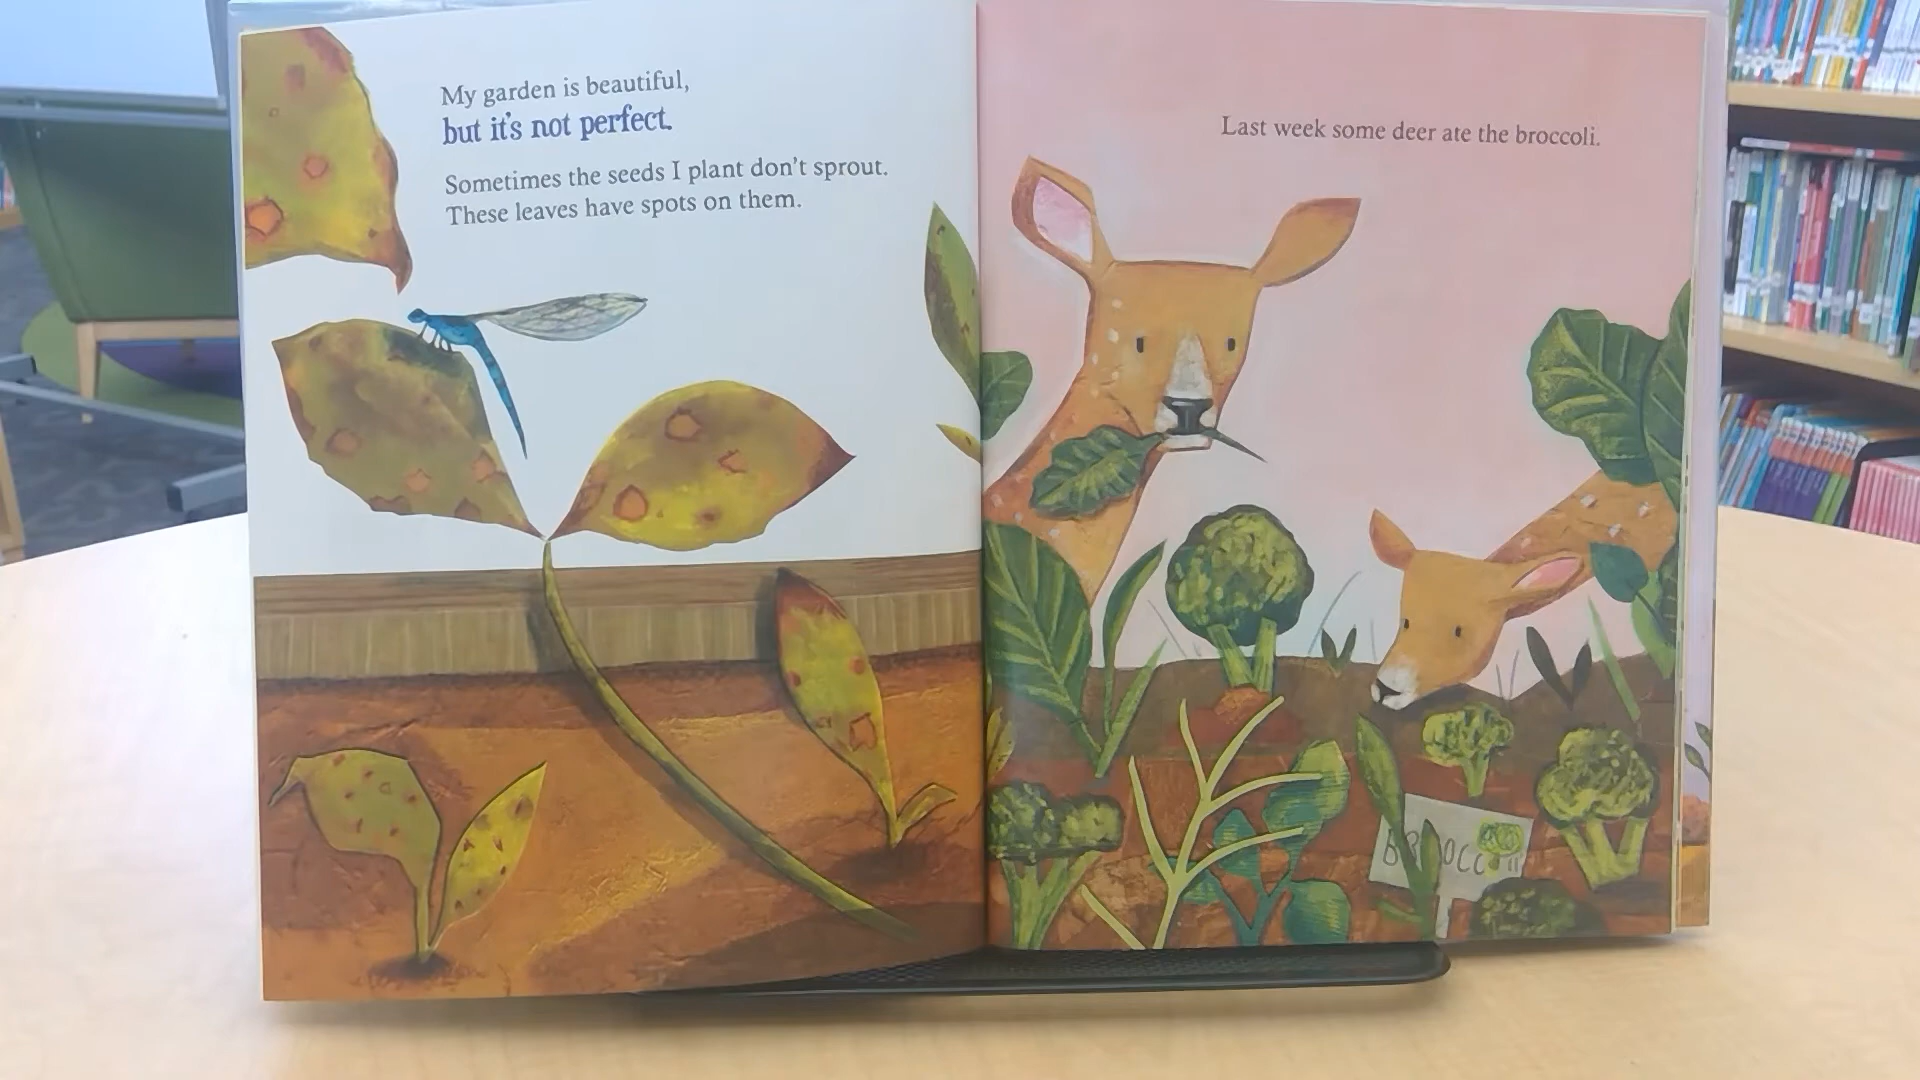 My garden is beautiful,
but it's not perfect.
Sometimes the seeds I plant don't sprout.
These leaves have spots on them.
Last week some deer ate the broccoli.